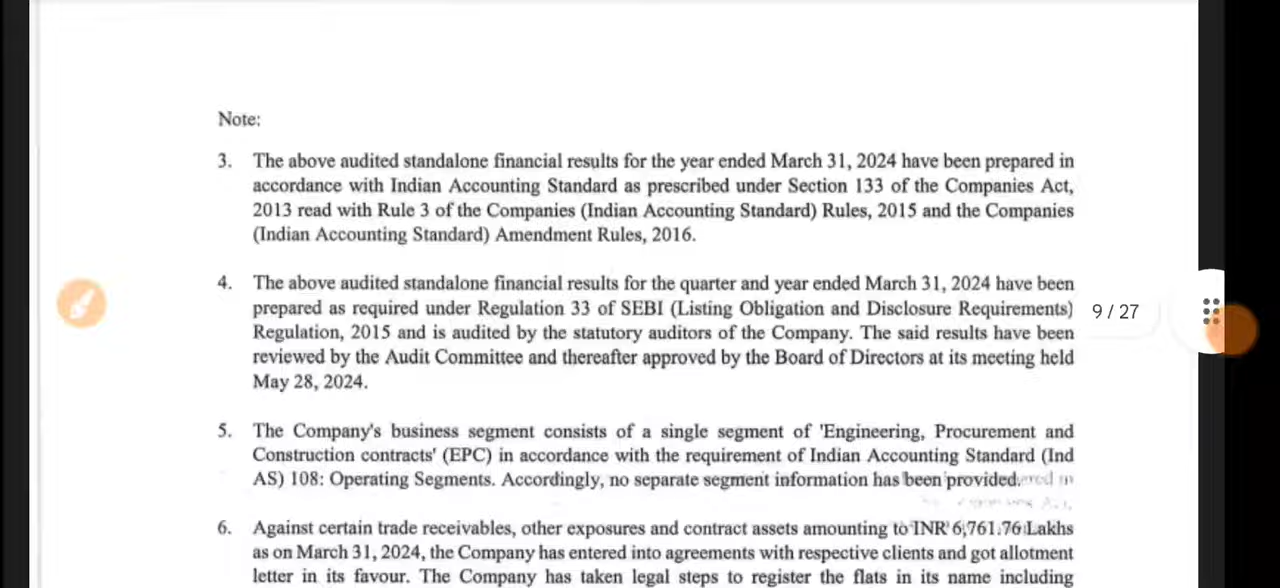 Note:
3. The above audited standalone financial results for the year ended March 31, 2024 have been prepared in
accordance with Indian Accounting Standard as prescribed under Section 133 of the Companies Act,
2013 read with Rule 3 of the Companies (Indian Accounting Standard) Rules, 2015 and the Companies
(Indian Accounting Standard) Amendment Rules, 2016.
4. The above audited standalone financial results for the quarter and year ended March 31, 2024 have been
prepared as required under Regulation 33 of SEBI (Listing Obligation and Disclosure Requirements)
Regulation, 2015 and is audited by the statutory auditors of the Company. The said results have been
reviewed by the Audit Committee and thereafter approved by the Board of Directors at its meeting held
May 28, 2024.
9 / 27
5. The Company's business segment consists of a single segment of 'Engineering, Procurement and
Construction contracts' (EPC) in accordance with the requirement of Indian Accounting Standard (Ind
AS) 108: Operating Segments. Accordingly, no separate segment information has been provided.
6. Against certain trade receivables, other exposures and contract assets amounting to INR 6,761.76 Lakhs
as on March 31, 2024, the Company has entered into agreements with respective clients and got allotment
letter in its favour. The Company has taken legal steps to register the flats in its name including